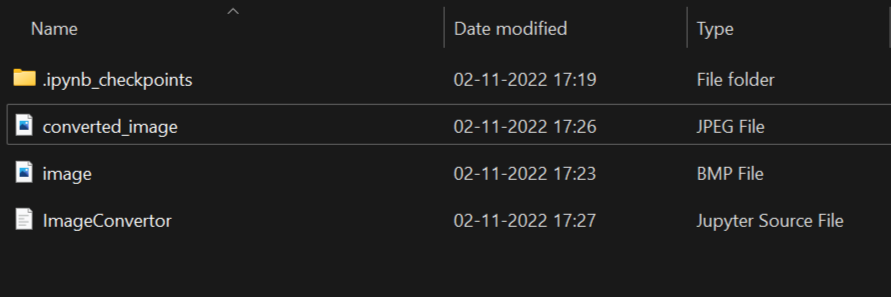 Name Date modified Type
.ipynb_checkpoints 02-11-2022 17:19 File folder
converted_image 02-11-2022 17:26 JPEG File
image 02-11-2022 17:23 BMP File
ImageConvertor 02-11-2022 17:27 Jupyter Source File